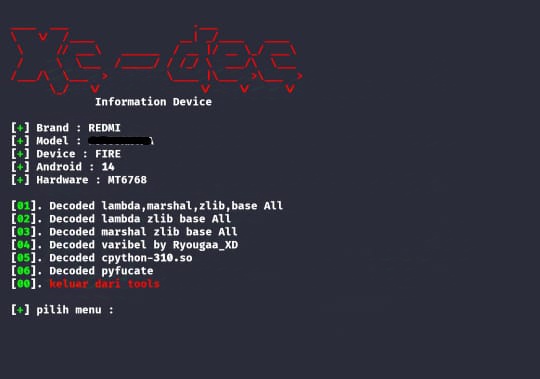 Xe-dec
Information Device
[+] Brand : REDMI
[+] Model :
[+] Device : FIRE
[+] Android : 14
[+] Hardware : MT6768
[01]. Decoded lambda,marshal,zlib,base All
[02]. Decoded lambda zlib base All
[03]. Decoded marshal zlib base All
[04]. Decoded varibel by Ryougaa_XD
[05]. Decoded cpython-310.so
[06]. Decoded pyfucate
[00]. keluar dari tools
[+] pilih menu :